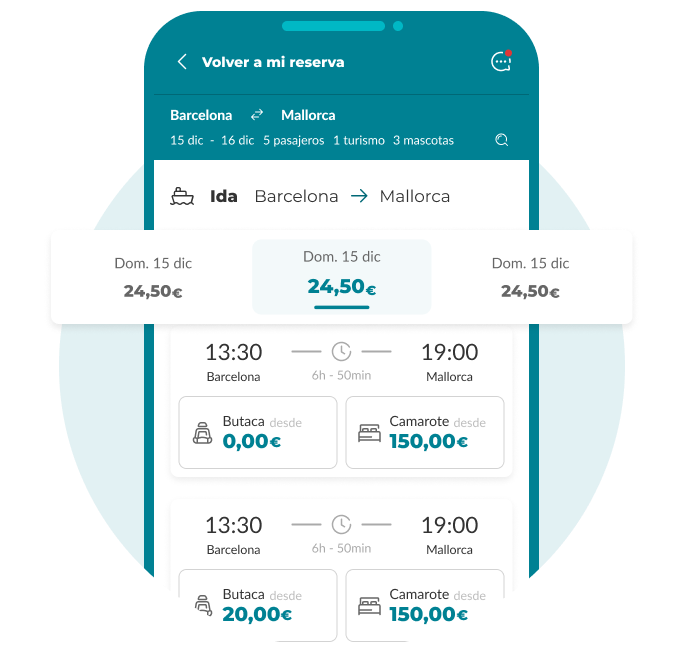 Volver a mi reserva
Barcelona Mallorca
15 dic - 16 dic 5 pasajeros 1 turismo 3 mascotas
Ida Barcelona Mallorca
Dom. 15 dic Dom. 15 dic Dom. 15 dic
24,50€ 24,50€ 24,50€
13:30 19:00
Barcelona 6h - 50min Mallorca
Butaca desde Camarote desde
0,00€ 150,00€
13:30 19:00
Barcelona 6h - 50min Mallorca
Butaca desde Camarote desde
20,00€ 150,00€